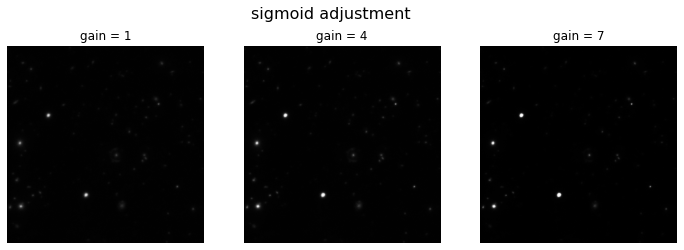 sigmoid adjustment
gain = 1
gain = 4
gain = 7